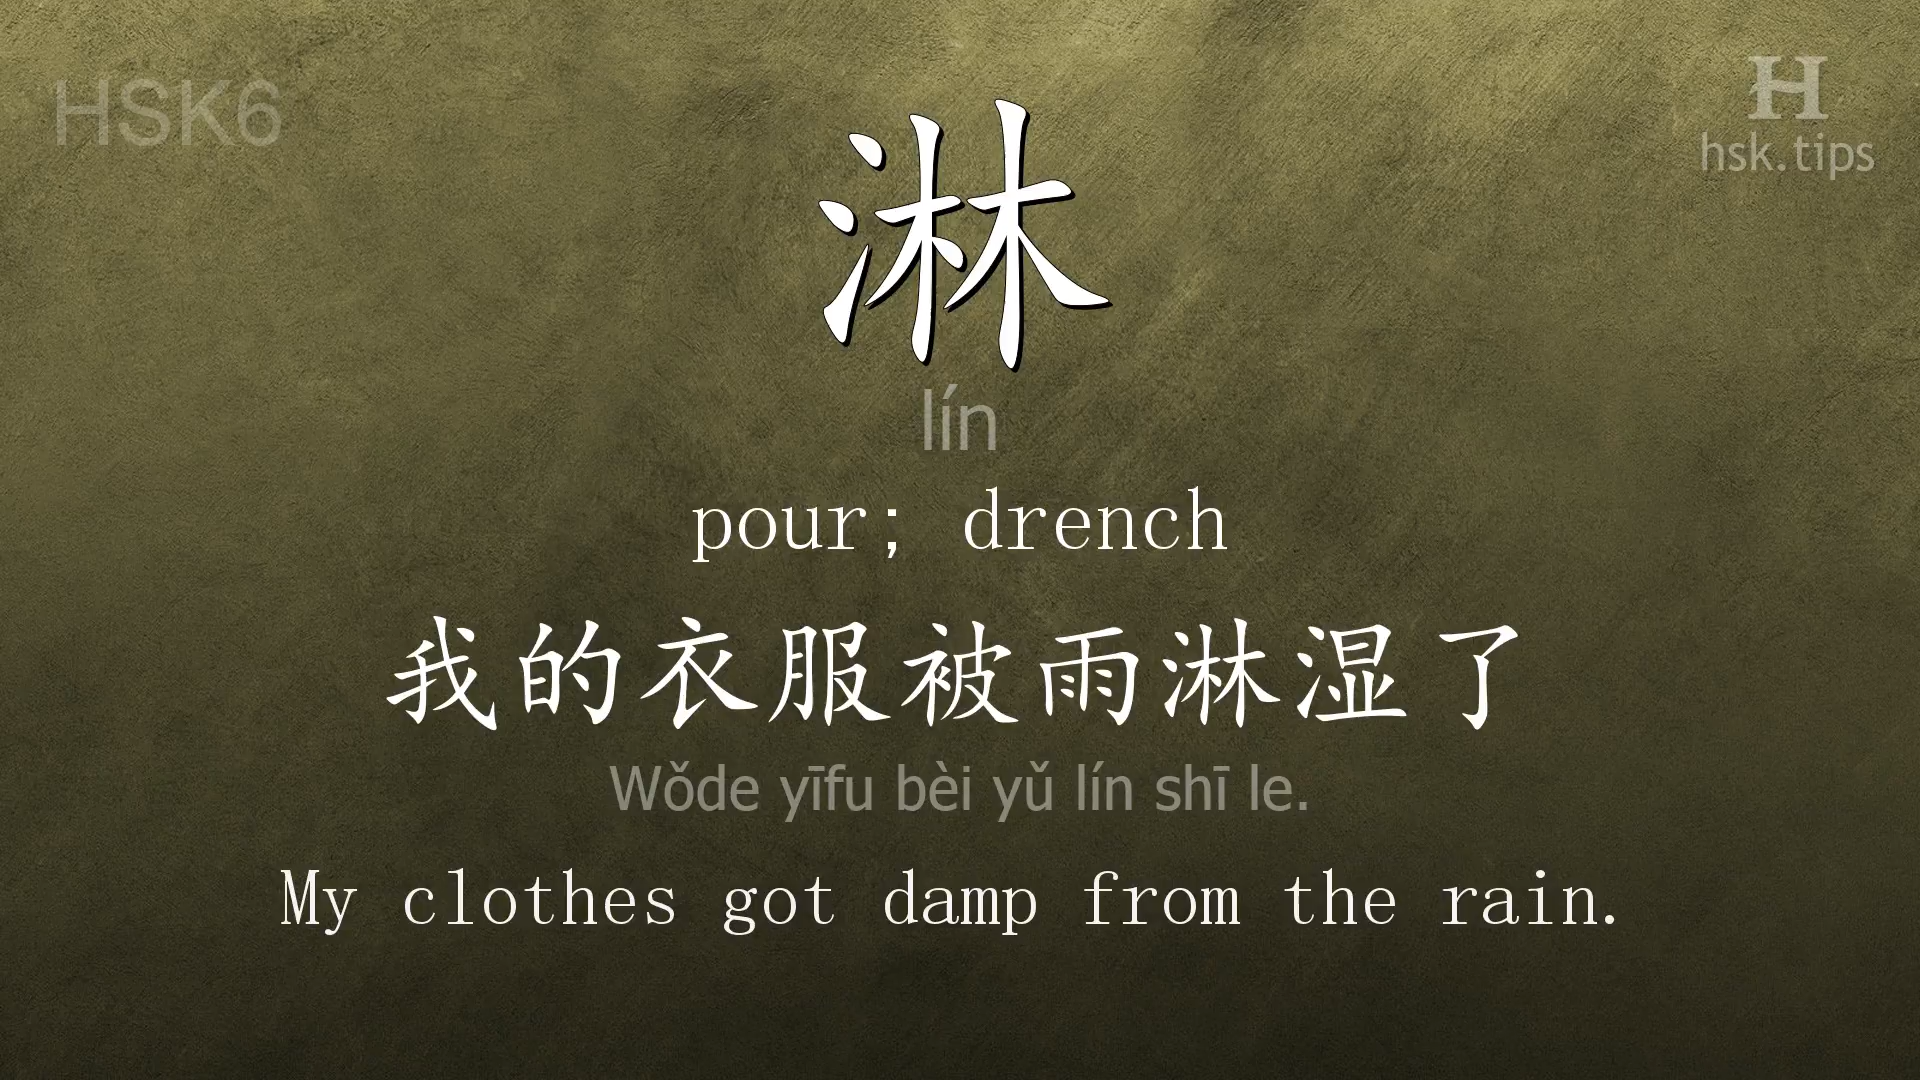 HSK6
H
hsk.tips
淋
lín
pour; drench
我的衣服被雨淋湿了
Wǒde yīfu bèi yǔ lín shī le.
My clothes got damp from the rain.